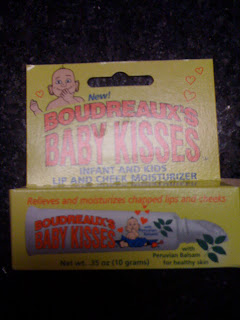 New!
BOUDREAUX'S
BABY KISSES
INFANT AND KIDS
LIP AND CHEEK MOISTURIZER
Relieves and moisturizes chapped lips and cheeks
BOUDREAUX'S
BABY KISSES
with
Peruvian Balsam
for healthy skin
Net wt. .35 oz (10 grams)